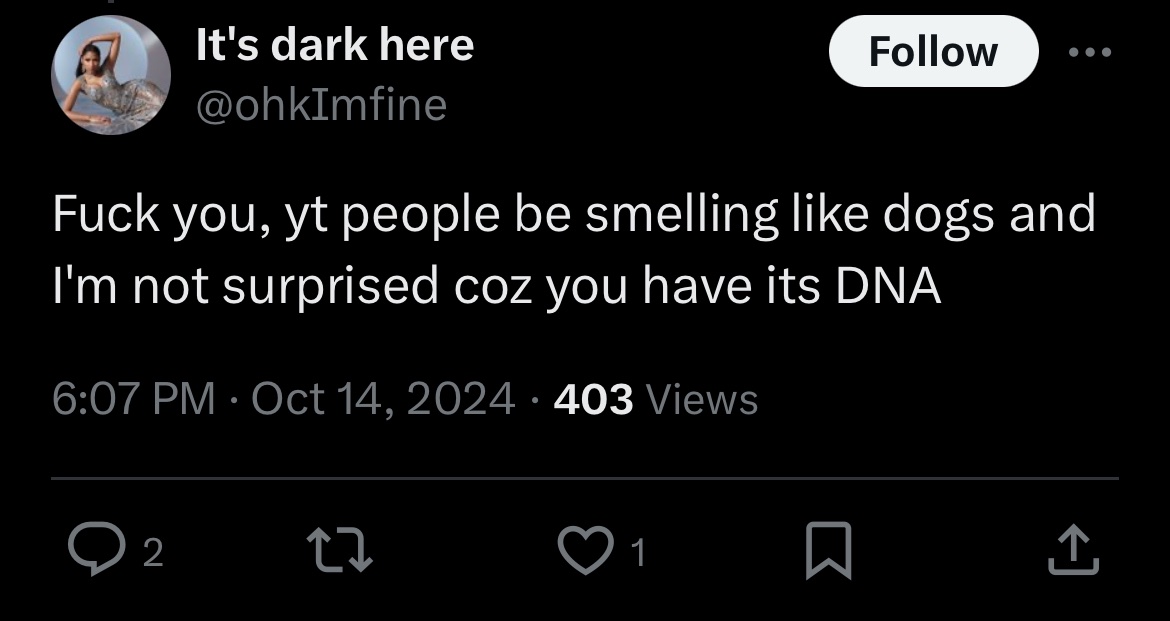 It's dark here
Follow
@ohkImfine
Fuck you, yt people be smelling like dogs and
I'm not surprised coz you have its DNA
6:07 PM · Oct 14, 2024 · 403 Views
2
1